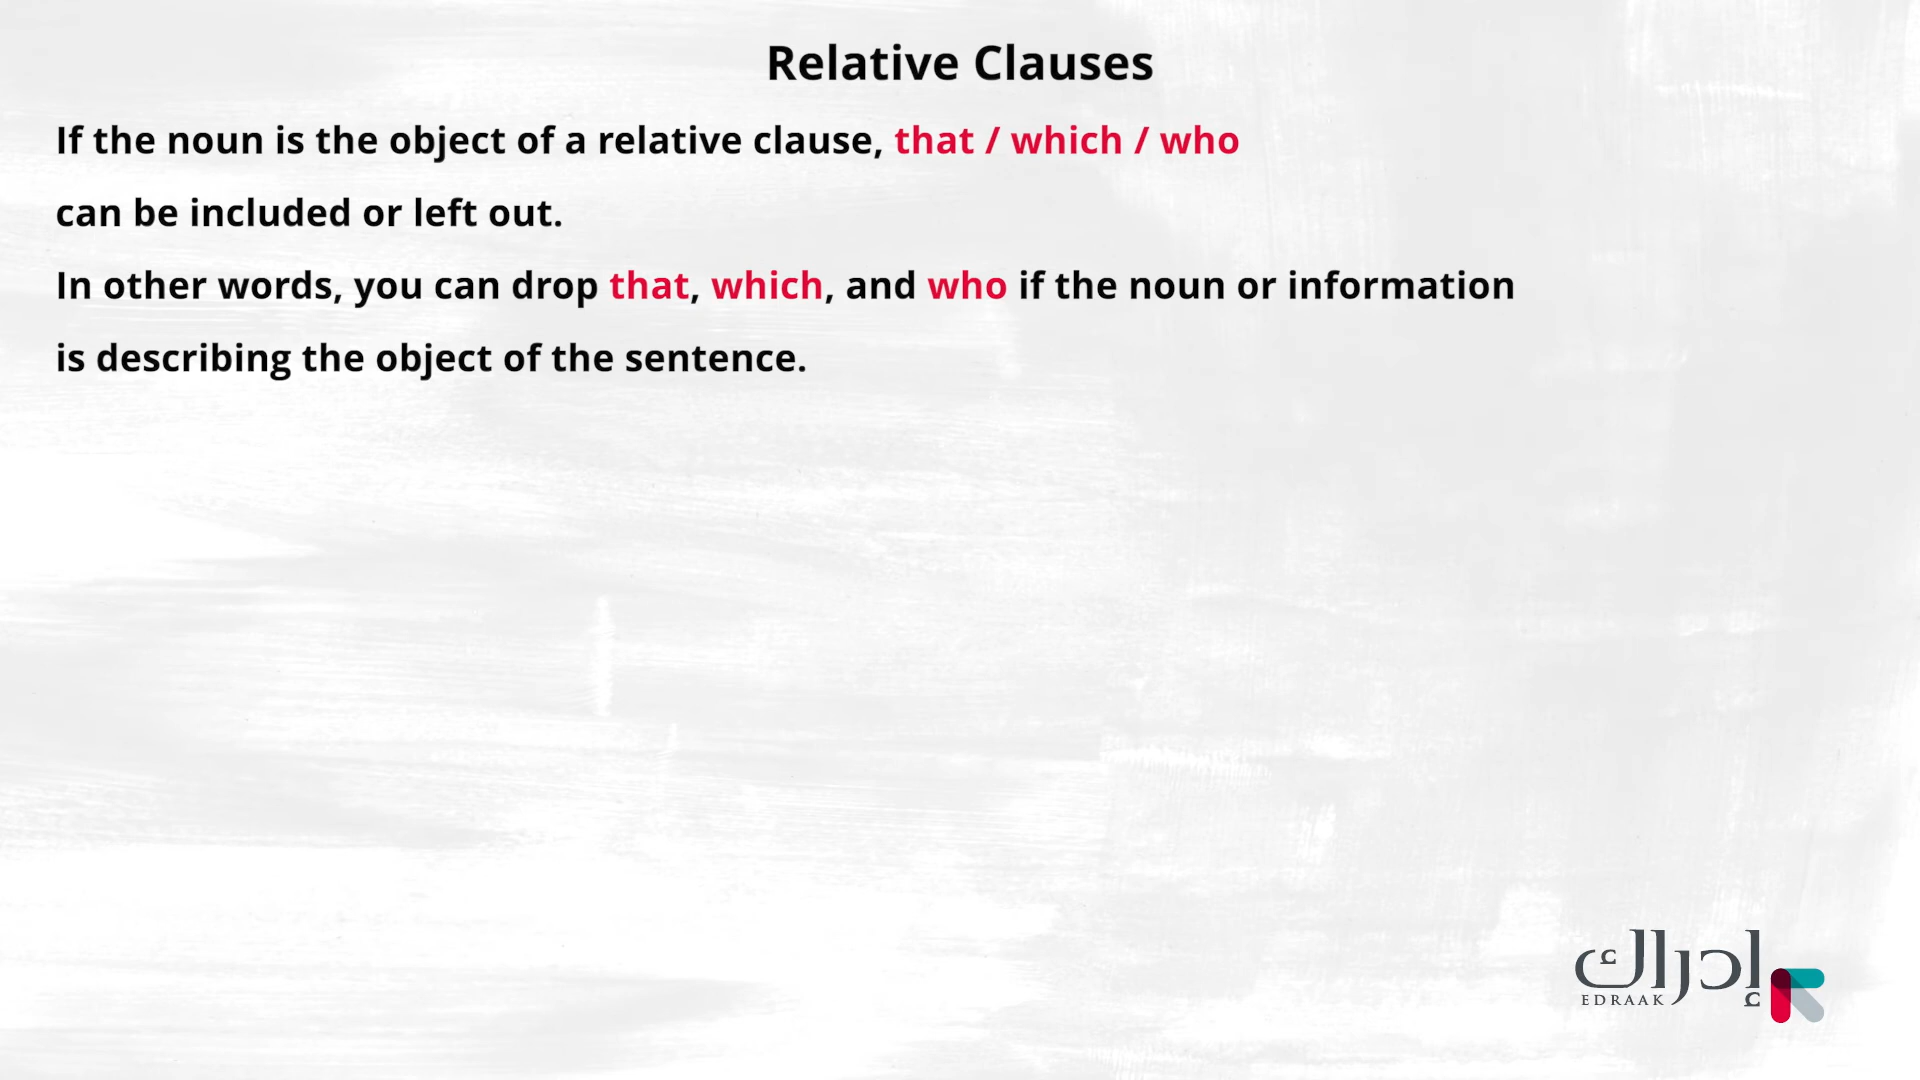 Relative Clauses
If the noun is the object of a relative clause, that / which / who
can be included or left out.
In other words, you can drop that, which, and who if the noun or information
is describing the object of the sentence.
إدراك
EDRAAK